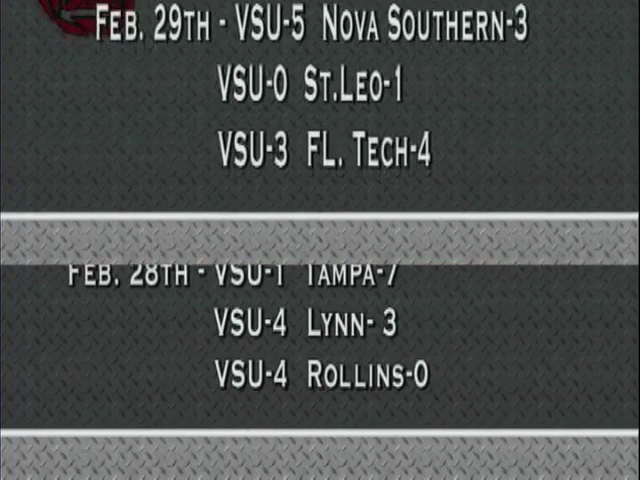 Feb. 29th - VSU-5 Nova Southern-3
VSU-0 St.Leo-1
VSU-3 FL. Tech-4
Feb. 28th - VSU-1 Tampa-7
VSU-4 Lynn- 3
VSU-4 Rollins-0